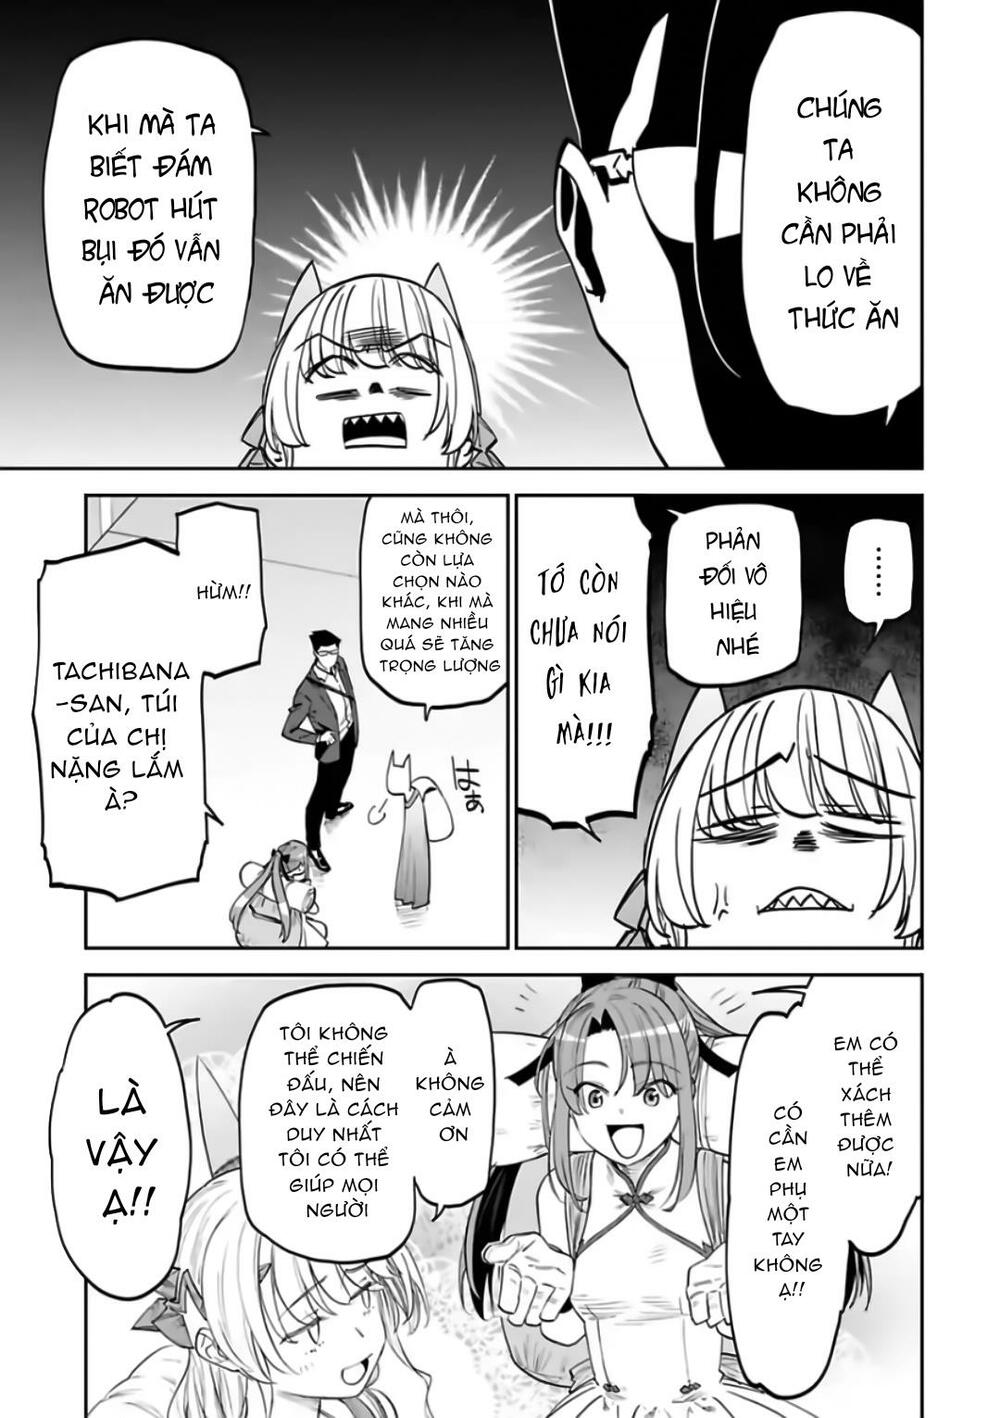 CHÚNG
TA
KHÔNG
CẦN PHẢI
LO VỀ
THỨC ĂN
KHI MÀ TA
BIẾT ĐÁM
ROBOT HÚT
BỤI ĐÓ VẪN
ĂN ĐƯỢC
......
PHẢN
ĐỐI VÔ
HIỆU
NHÉ
TỚ CÒN
CHƯA NÓI
GÌ KIA
MÀ!!!
MÀ THÔI,
CŨNG KHÔNG
CÒN LỰA
CHỌN NÀO
KHÁC, KHI MÀ
MANG NHIỀU
QUÁ SẼ TĂNG
TRỌNG LƯỢNG
はぁ
HỪM!!
TACHIBANA
-SAN, TÚI
CỦA CHỊ
NẶNG LẮM
À?
EM CÓ
THỂ
XÁCH
THÊM
ĐƯỢC
NỮA!
CÓ
CẦN
EM
PHỤ
MỘT
TAY
KHÔNG
Ạ!!
À
KHÔNG
CẢM
ƠN
TÔI KHÔNG
THỂ CHIẾN
ĐẤU, NÊN
ĐÂY LÀ CÁCH
DUY NHẤT
TÔI CÓ THỂ
GIÚP MỌI
NGƯỜI
LÀ
VẬY
Ạ!!